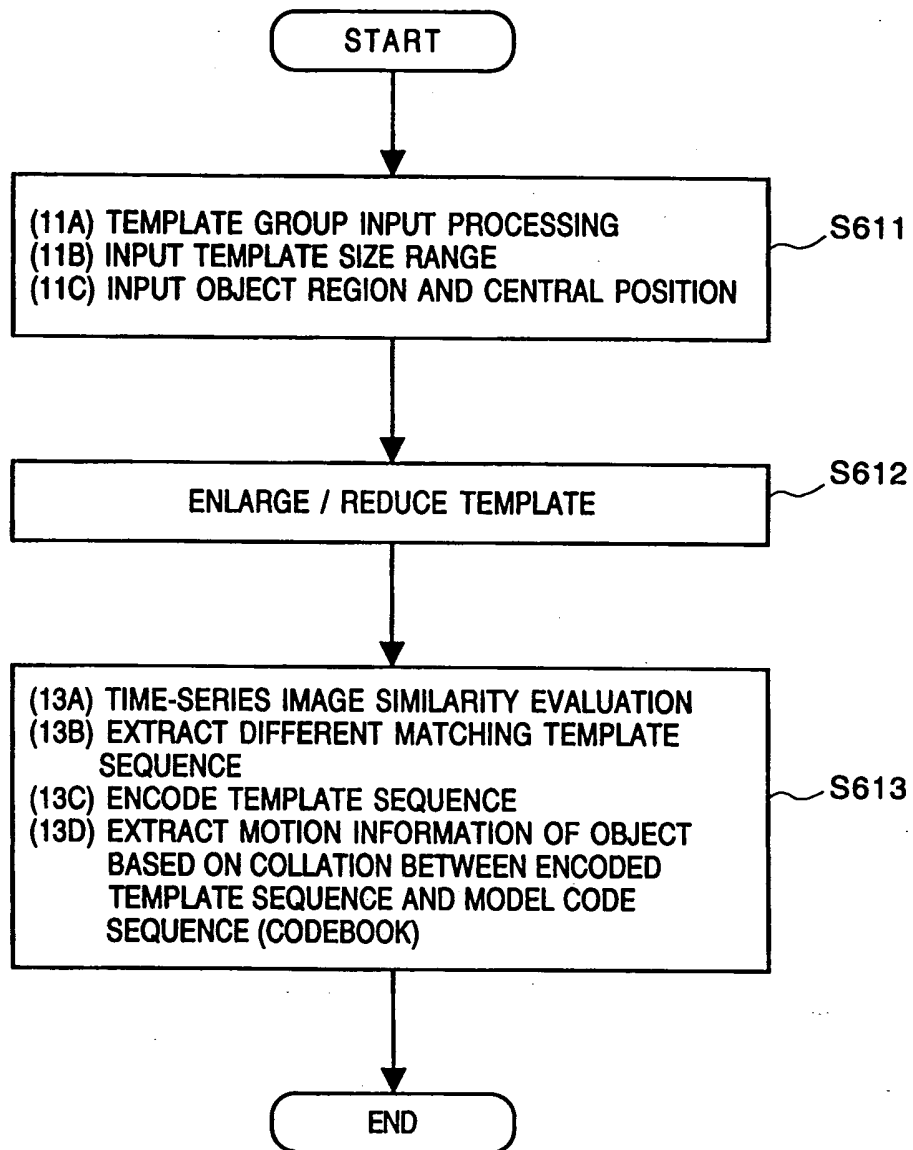 START
(11A) TEMPLATE GROUP INPUT PROCESSING
(11B) INPUT TEMPLATE SIZE RANGE
(11C) INPUT OBJECT REGION AND CENTRAL POSITION
S611
ENLARGE / REDUCE TEMPLATE
S612
(13A) TIME-SERIES IMAGE SIMILARITY EVALUATION
(13B) EXTRACT DIFFERENT MATCHING TEMPLATE
SEQUENCE
(13C) ENCODE TEMPLATE SEQUENCE
(13D) EXTRACT MOTION INFORMATION OF OBJECT
BASED ON COLLATION BETWEEN ENCODED
TEMPLATE SEQUENCE AND MODEL CODE
SEQUENCE (CODEBOOK)
S613
END